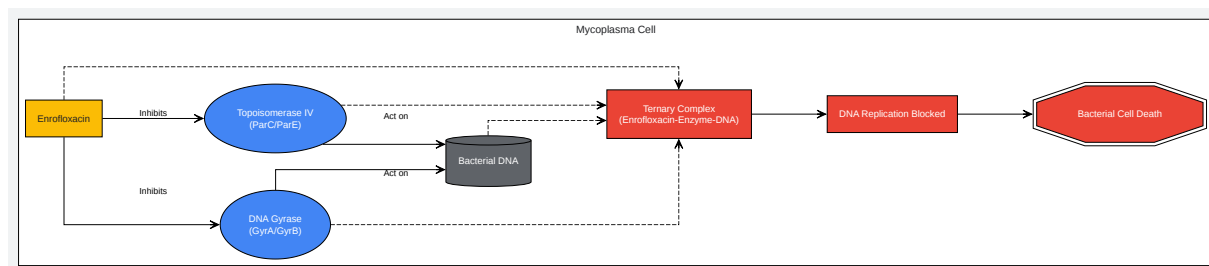 Mycoplasma Cell
Enrofloxacin
Inhibits
Topoisomerase IV
(ParC/ParE)
Act on
Ternary Complex
(Enrofloxacin-Enzyme-DNA)
DNA Replication Blocked
Bacterial Cell Death
Bacterial DNA
Act on
Inhibits
DNA Gyrase
(GyrA/GyrB)